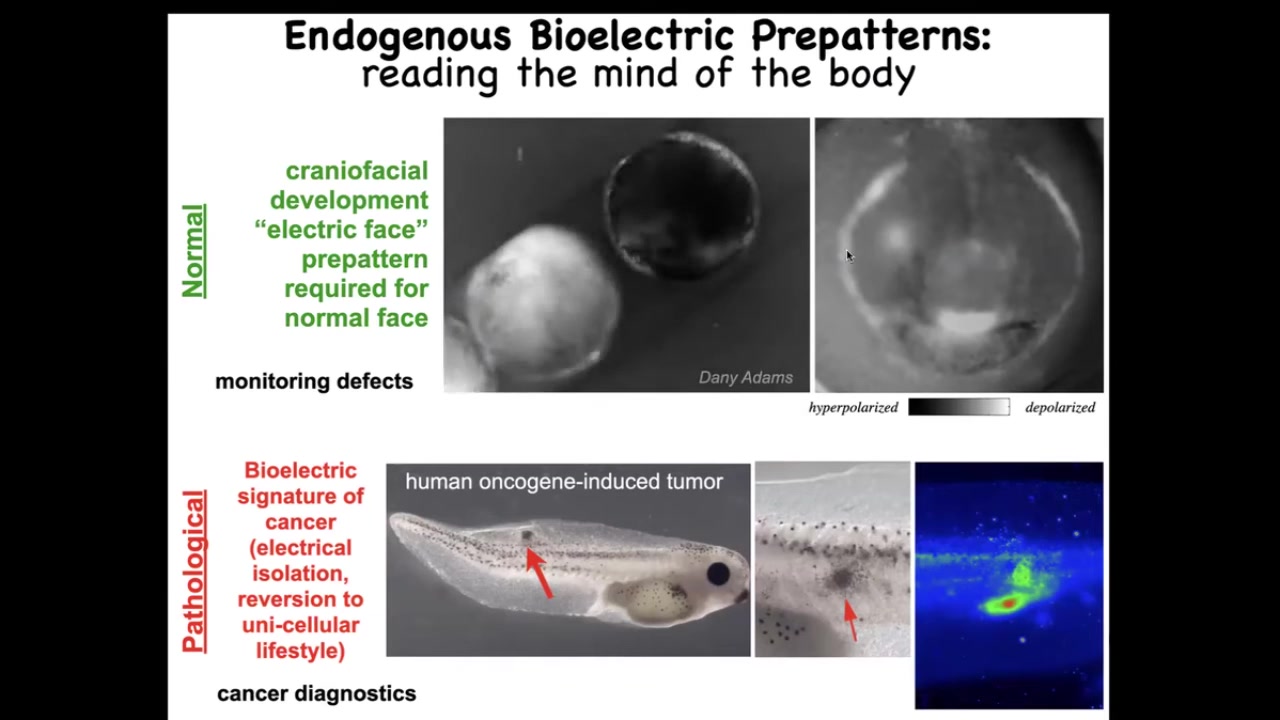 Endogenous Bioelectric Prepatterns:
reading the mind of the body
Normal
craniofacial
development
“electric face”
prepattern
required for
normal face
monitoring defects
Dany Adams
hyperpolarized
depolarized
Pathological
Bioelectric
signature of
cancer
(electrical
isolation,
reversion to
uni-cellular
lifestyle)
cancer diagnostics
human oncogene-induced tumor